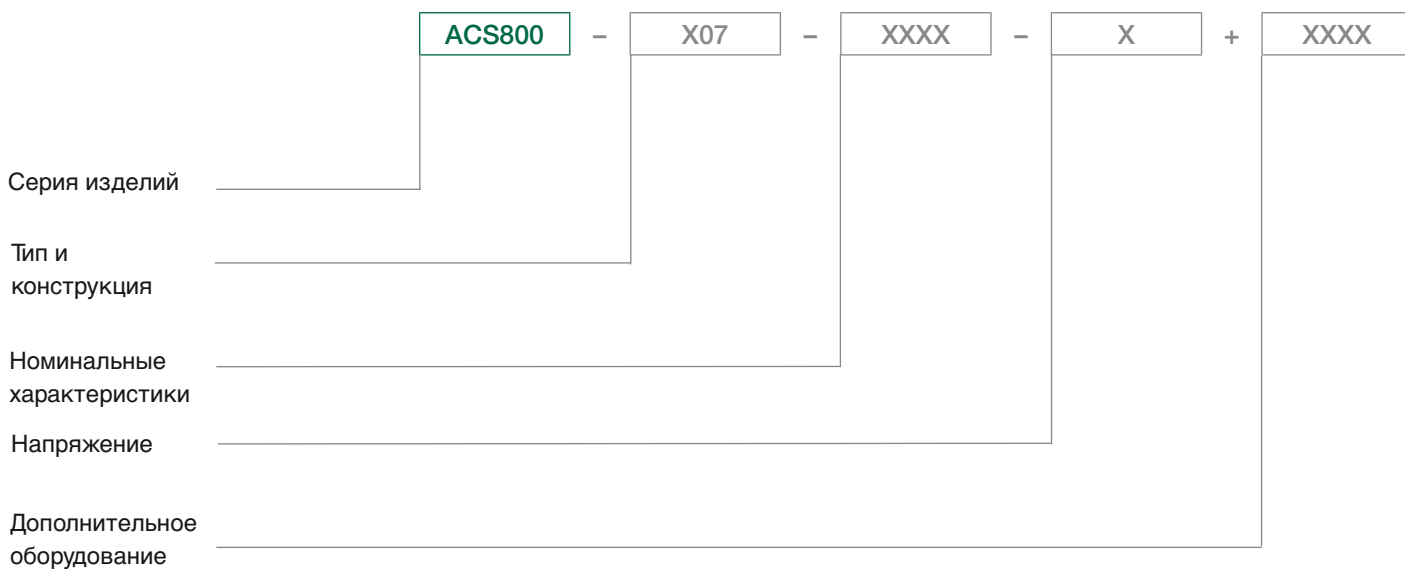 ACS800 – X07 – XXXX – X + XXXX
Серия изделий
Тип и
конструкция
Номинальные
характеристики
Напряжение
Дополнительное
оборудование